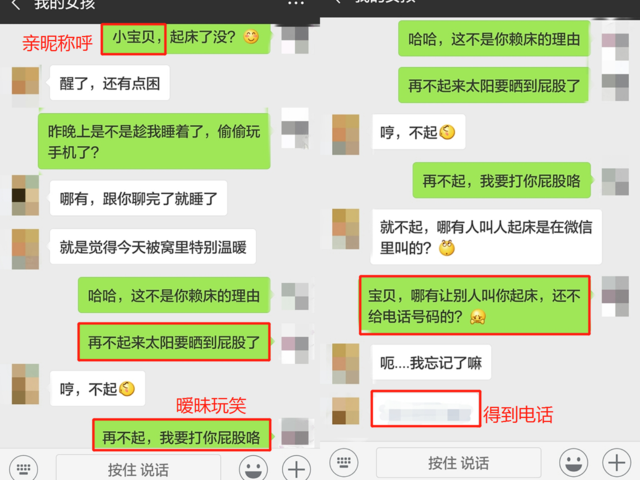 我的女孩
亲昵称呼
小宝贝，起床了没？
醒了，还有点困
昨晚上是不是趁我睡着了，偷偷玩
手机了？
哪有，跟你聊完了就睡了
就是觉得今天被窝里特别温暖
哈哈，这不是你赖床的理由
再不起来太阳要晒到屁股了
哼，不起
暧昧玩笑
再不起，我要打你屁股咯
按住 说话
哈哈，这不是你赖床的理由
再不起来太阳要晒到屁股了
哼，不起
再不起，我要打你屁股咯
就不起，哪有人叫人起床是在微信
里叫的？
宝贝，哪有让别人叫你起床，还不
给电话号码的？
呃....我忘记了嘛
得到电话
按住 说话